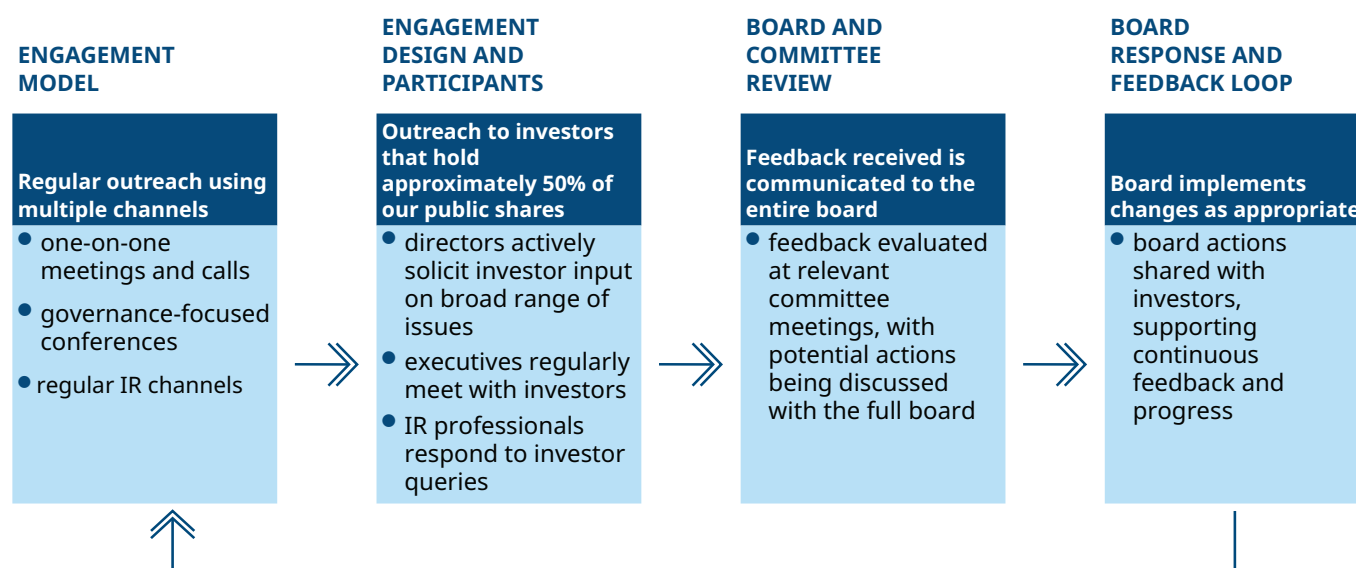 ENGAGEMENT
MODEL
Regular outreach using
multiple channels
one-on-one
meetings and calls
governance-focused
conferences
regular IR channels
ENGAGEMENT
DESIGN AND
PARTICIPANTS
Outreach to investors
that hold
approximately 50% of
our public shares
directors actively
solicit investor input
on broad range of
issues
executives regularly
meet with investors
IR professionals
respond to investor
queries
BOARD AND
COMMITTEE
REVIEW
Feedback received is
communicated to the
entire board
feedback evaluated
at relevant
committee
meetings, with
potential actions
being discussed
with the full board
BOARD
RESPONSE AND
FEEDBACK LOOP
Board implements
changes as appropriate
board actions
shared with
investors,
supporting
continuous
feedback and
progress